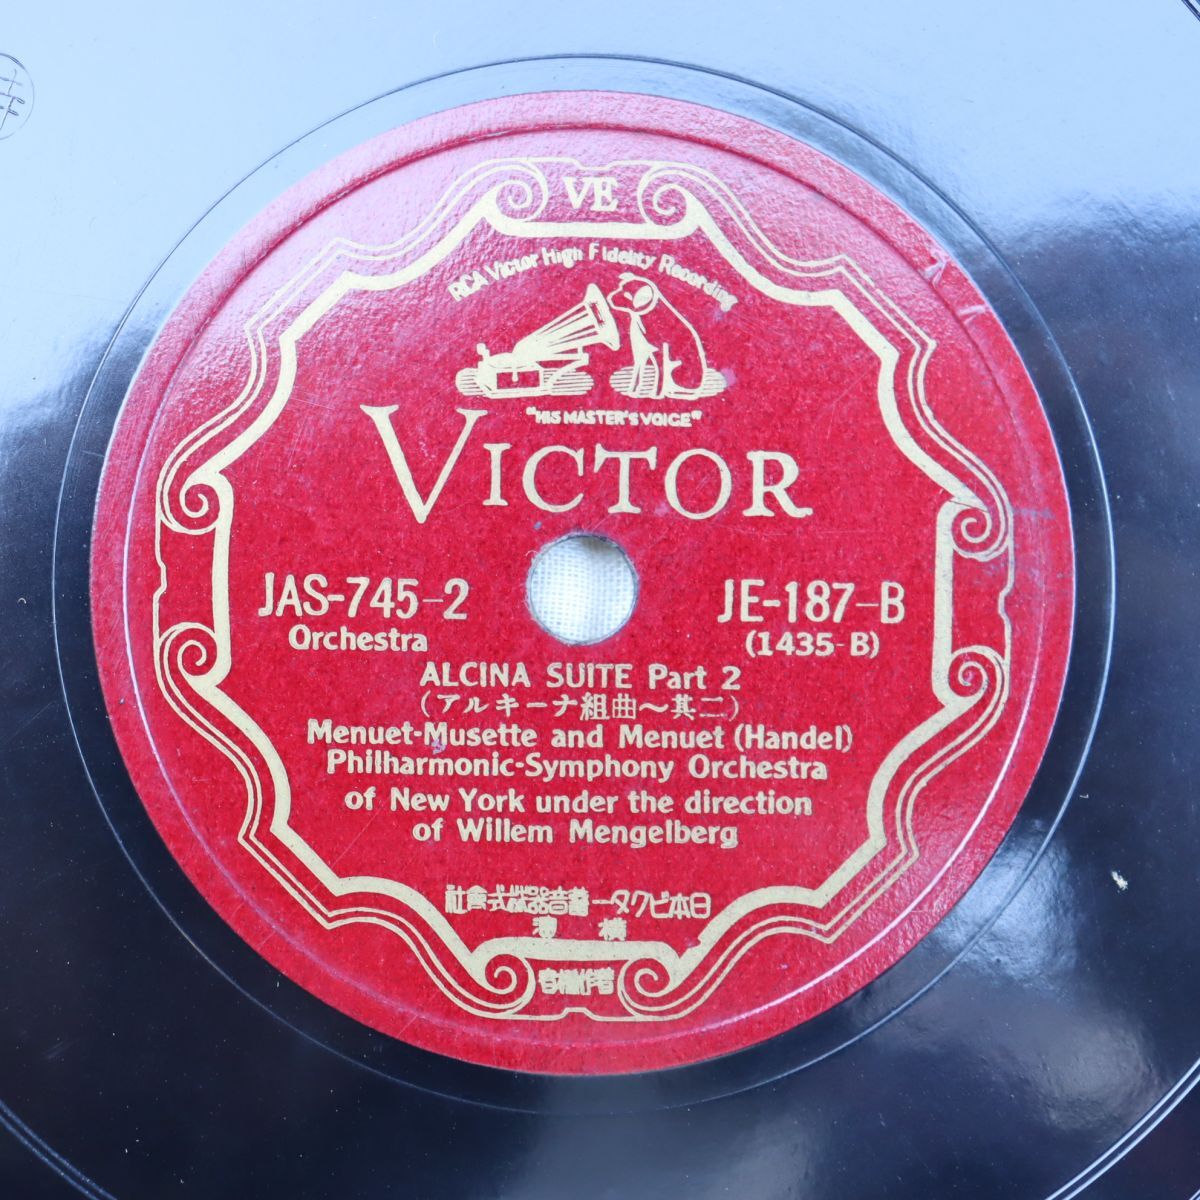 VE
RCA Victor High Fidelity Recording
"HIS MASTER'S VOICE"
VICTOR
JAS-745-2
Orchestra
JE-187-B
(1435-B)
ALCINA SUITE Part 2
(アルキーナ組曲〜其二)
Menuet-Musette and Menuet (Handel)
Philharmonic-Symphony Orchestra
of New York under the direction
of Willem Mengelberg
日本ビクター蓄音器株式會社
横濱